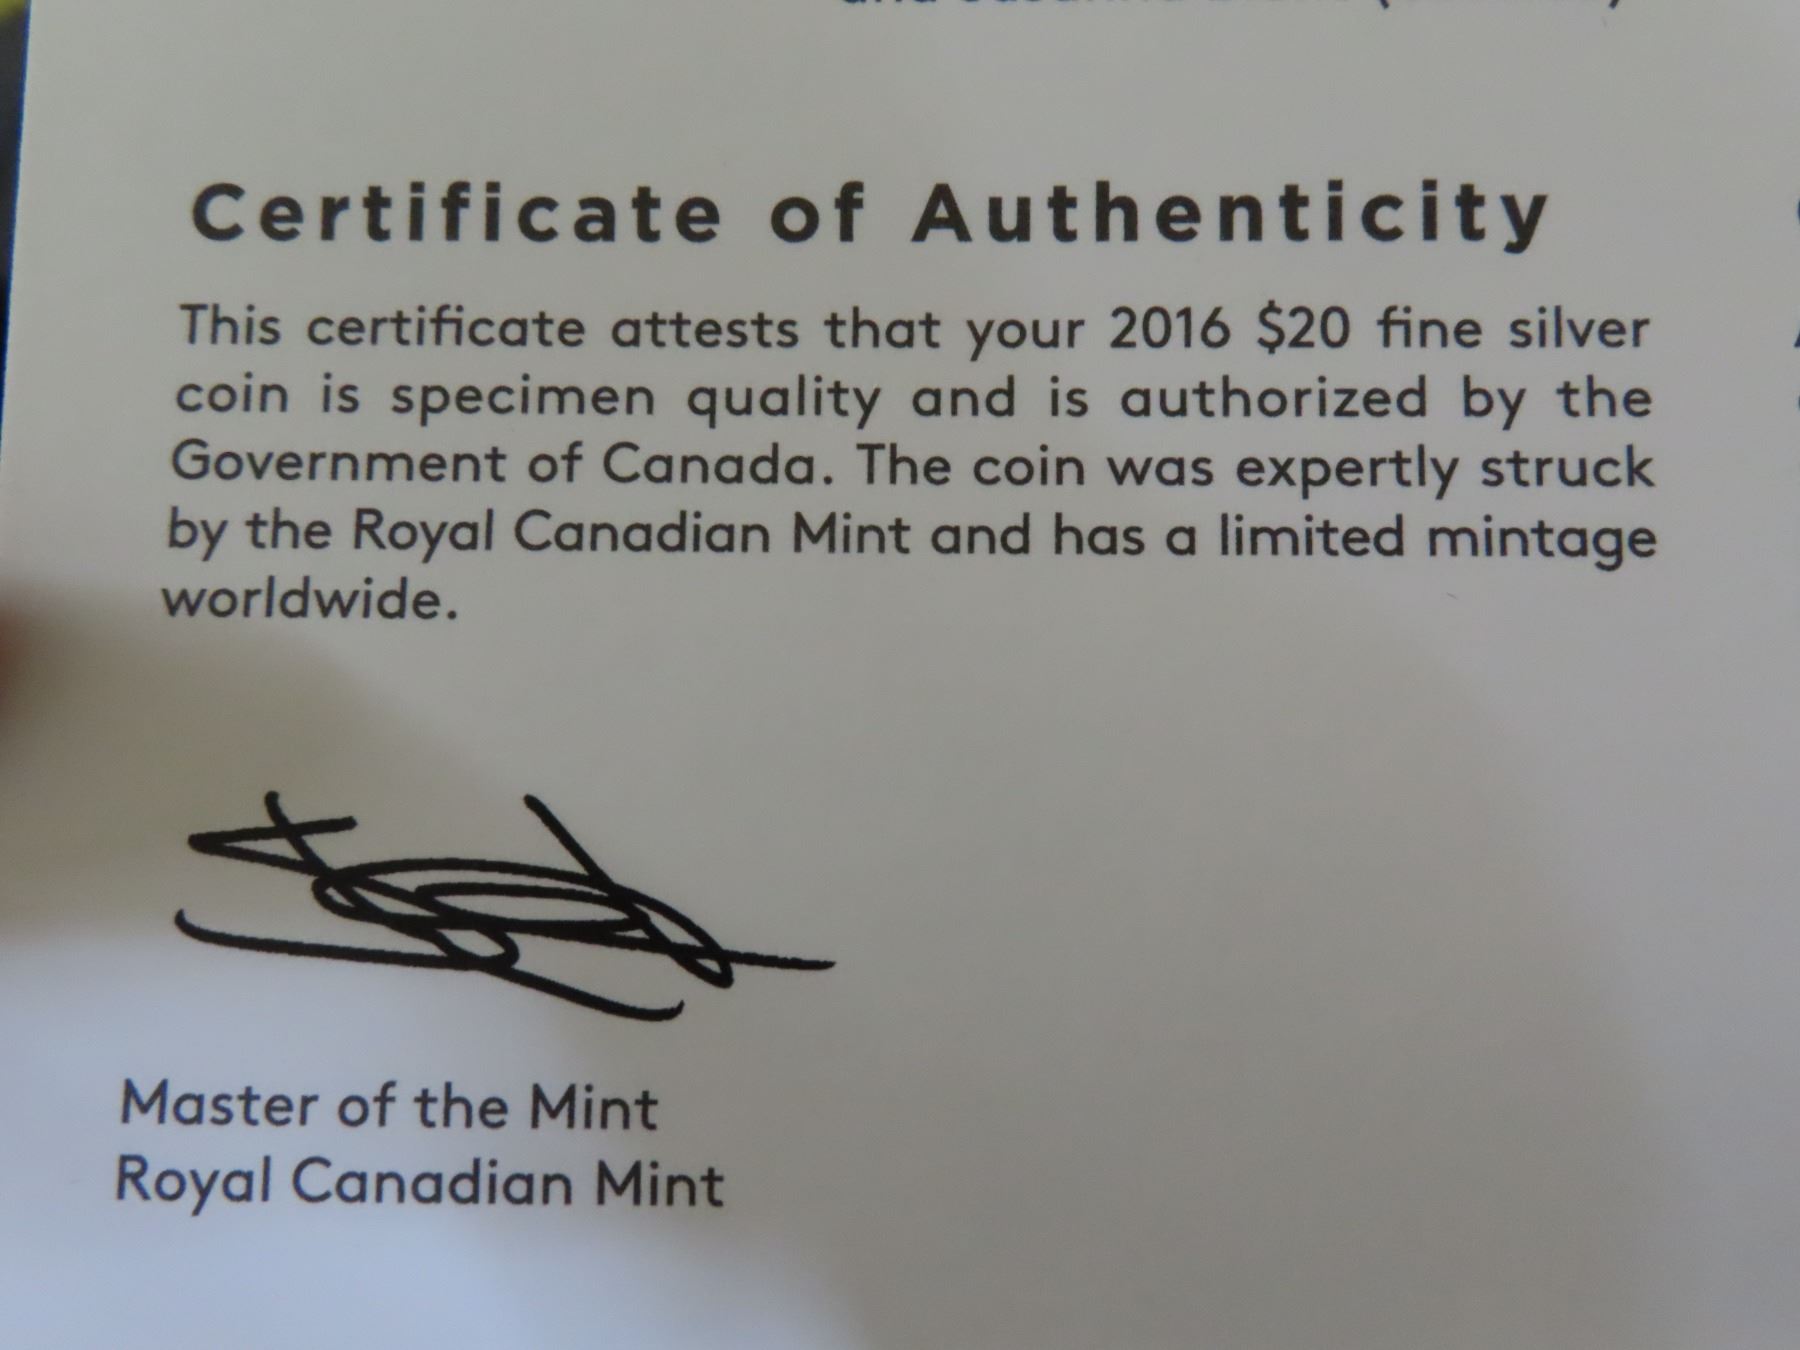 Certificate of Authenticity
This certificate attests that your 2016 $20 fine silver
coin is specimen quality and is authorized by the
Government of Canada. The coin was expertly struck
by the Royal Canadian Mint and has a limited mintage
worldwide.
Master of the Mint
Royal Canadian Mint